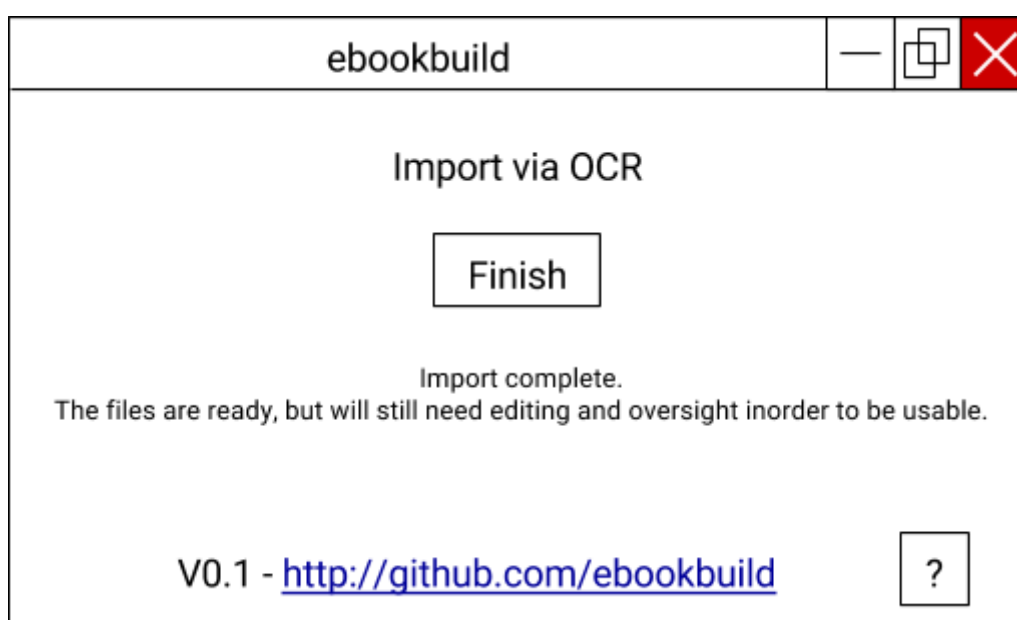 ebookbuild
Import via OCR
Finish
Import complete.
The files are ready, but will still need editing and oversight inorder to be usable.
V0.1 - http://github.com/ebookbuild
?